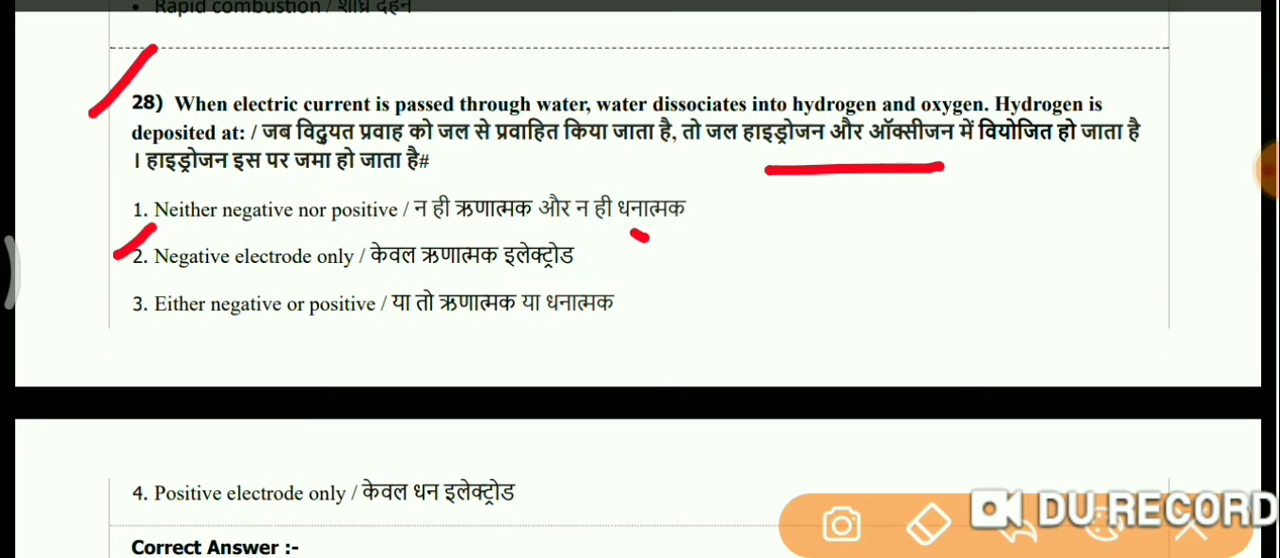 • Rapid combustion / शीघ्र दहन
28) When electric current is passed through water, water dissociates into hydrogen and oxygen. Hydrogen is
deposited at: / जब विद्युयत प्रवाह को जल से प्रवाहित किया जाता है, तो जल हाइड्रोजन और ऑक्सीजन में वियोजित हो जाता है
। हाइड्रोजन इस पर जमा हो जाता है#
1. Neither negative nor positive / न ही ऋणात्मक और न ही धनात्मक
2. Negative electrode only / केवल ऋणात्मक इलेक्ट्रोड
3. Either negative or positive / या तो ऋणात्मक या धनात्मक
4. Positive electrode only / केवल धन इलेक्ट्रोड
DU RECORD
Correct Answer :-